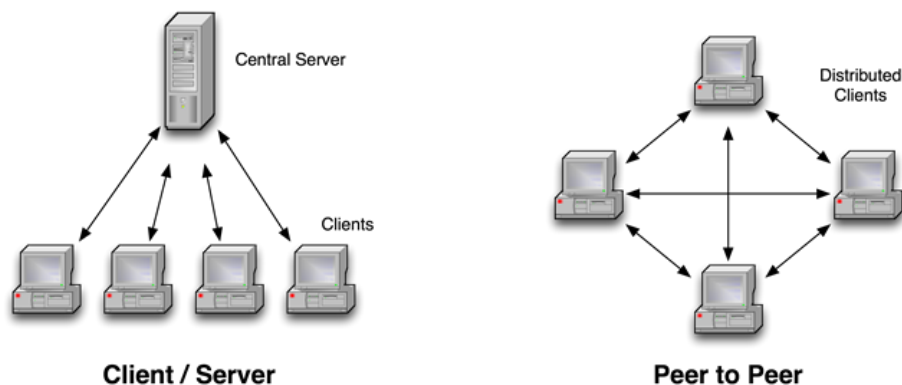 Central Server
Clients
Client / Server
Distributed
Clients
Peer to Peer